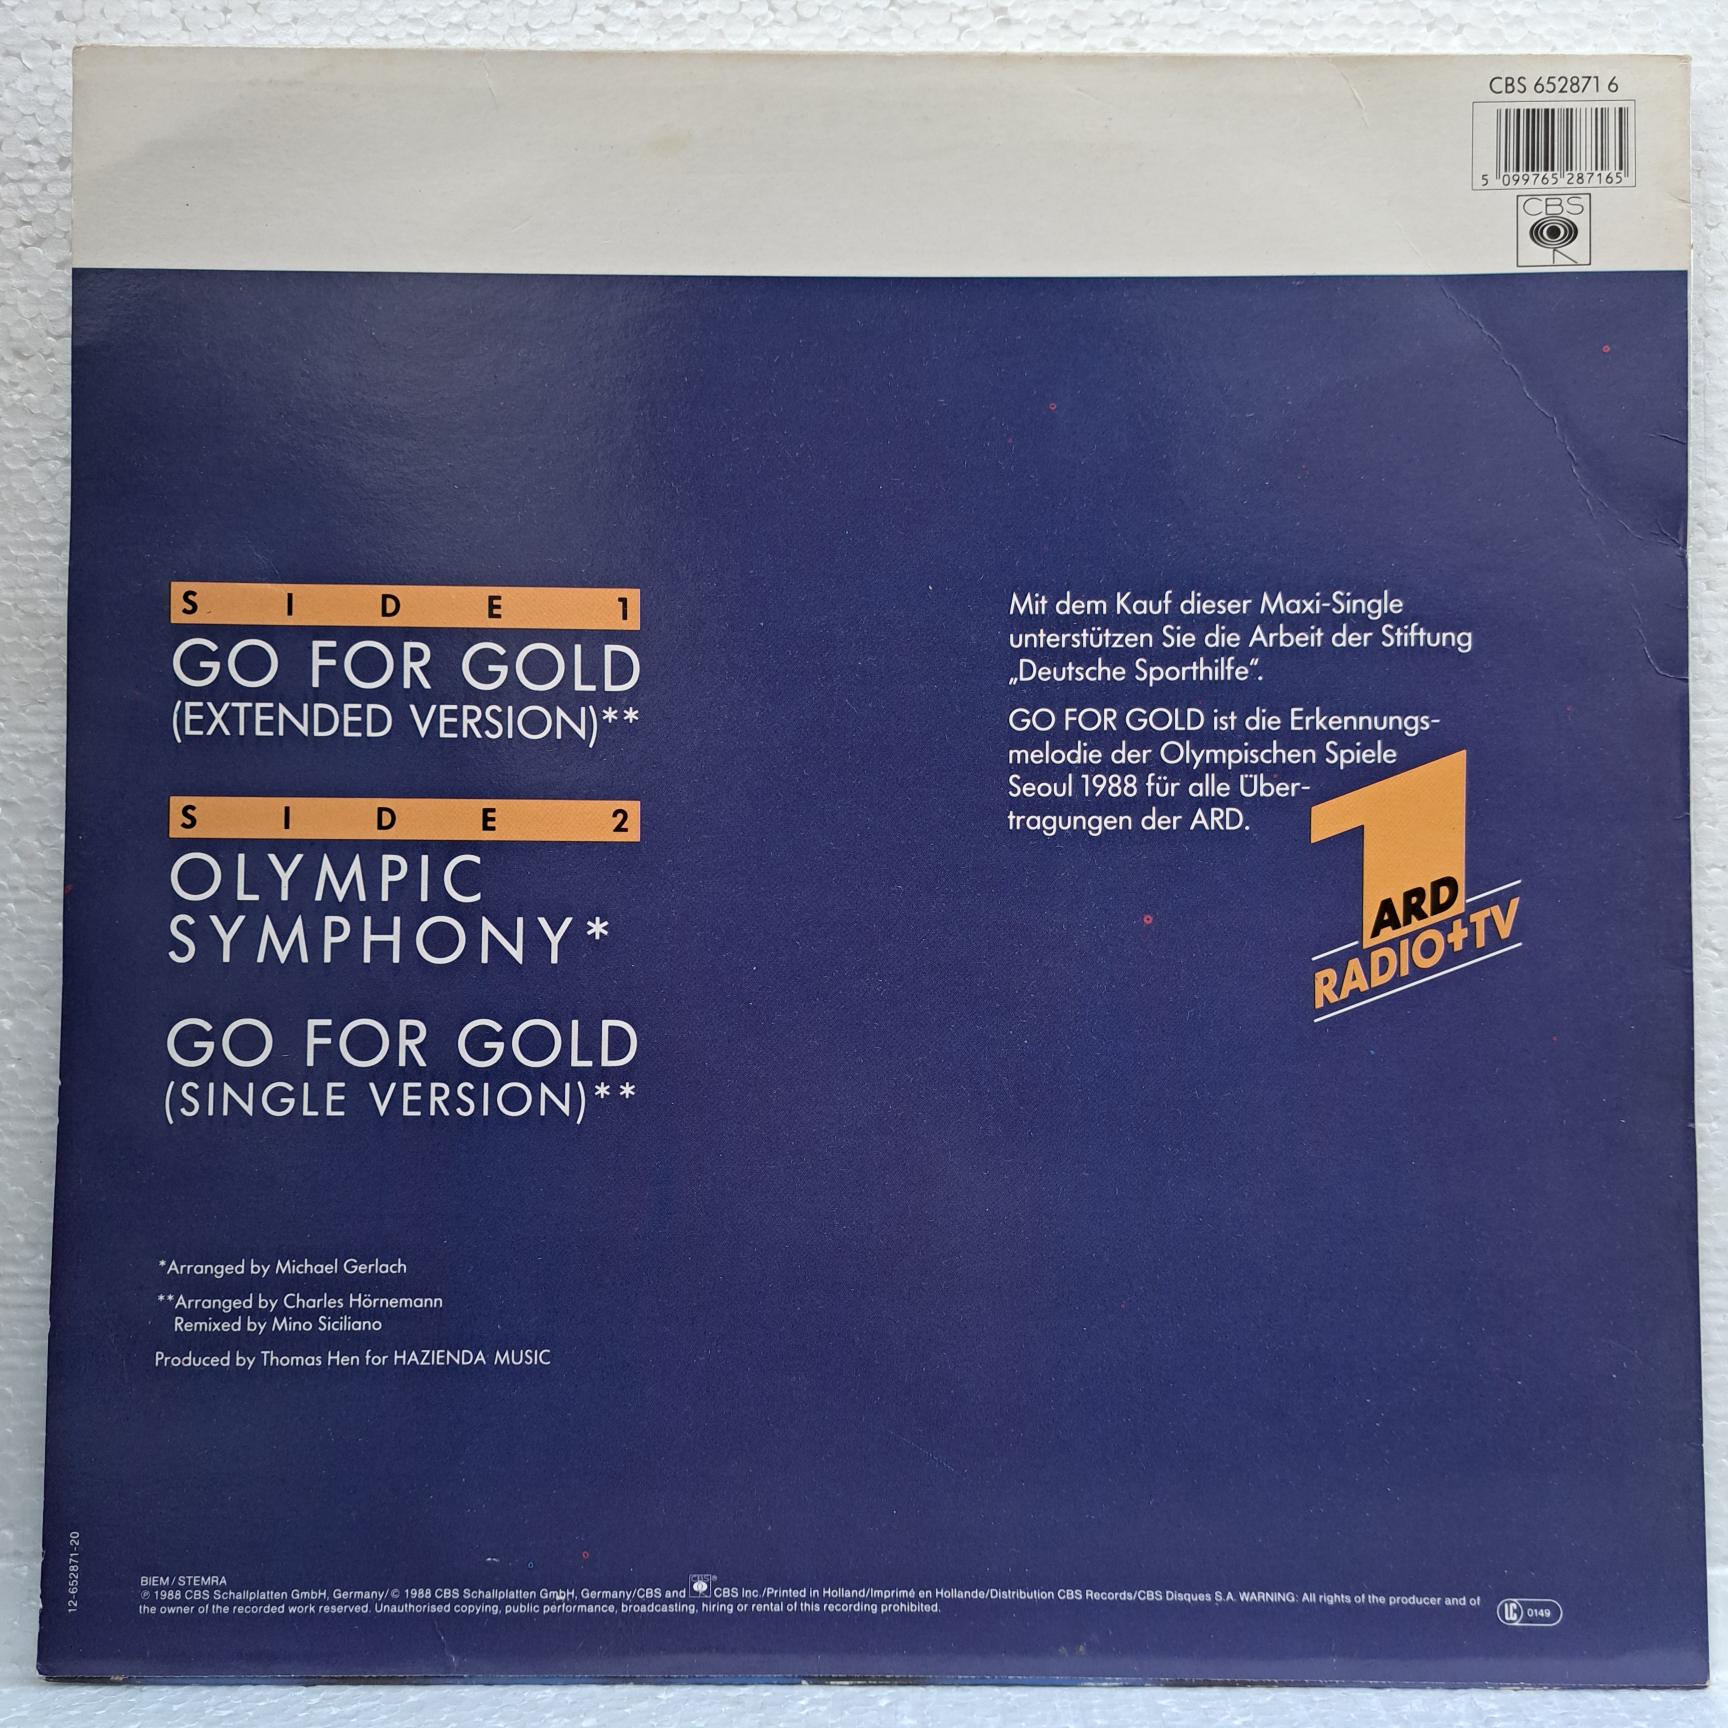 CBS 652871 6
5 099765 287165
CBS
SIDE 1
GO FOR GOLD
(EXTENDED VERSION)**
SIDE 2
OLYMPIC
SYMPHONY*
GO FOR GOLD
(SINGLE VERSION)**
Mit dem Kauf dieser Maxi-Single
unterstützen Sie die Arbeit der Stiftung
„Deutsche Sporthilfe“.
GO FOR GOLD ist die Erkennungs-
melodie der Olympischen Spiele
Seoul 1988 für alle Über-
tragungen der ARD.
1
ARD
RADIO+TV
*Arranged by Michael Gerlach
**Arranged by Charles Hörnemann
Remixed by Mino Siciliano
Produced by Thomas Hen for HAZIENDA MUSIC
12-652871-20
BIEM/STEMRA
℗ 1988 CBS Schallplatten GmbH, Germany/© 1988 CBS Schallplatten GmbH, Germany/CBS and CBS CBS Inc./Printed in Holland/Imprimé en Hollande/Distribution CBS Records/CBS Disques S.A. WARNING: All rights of the producer and of
the owner of the recorded work reserved. Unauthorised copying, public performance, broadcasting, hiring or rental of this recording prohibited.
LC 0149